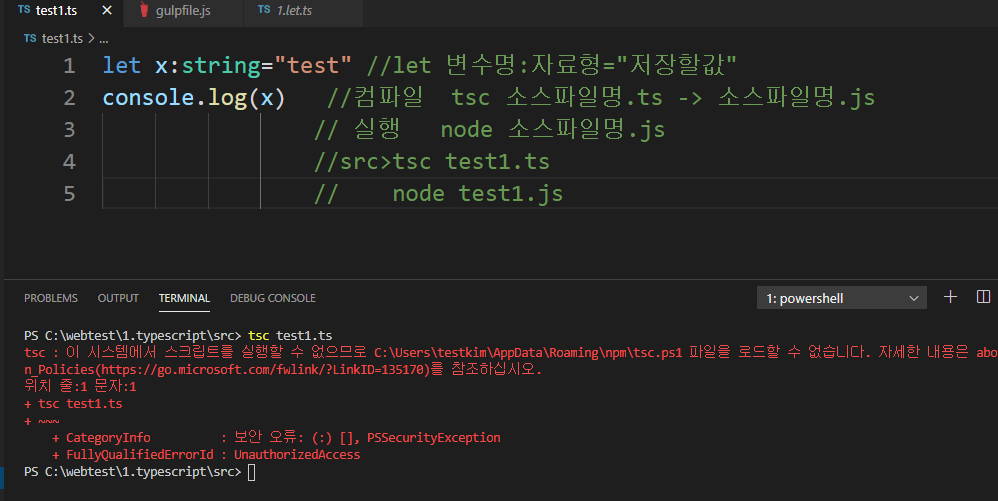 TS test1.ts × gulpfile.js TS 1.let.ts
TS test1.ts > ...
1 let x:string="test" //let 변수명:자료형="저장할값"
2 console.log(x) //컴파일 tsc 소스파일명.ts -> 소스파일명.js
3 // 실행 node 소스파일명.js
4 //src>tsc test1.ts
5 // node test1.js
PROBLEMS OUTPUT TERMINAL DEBUG CONSOLE 1: powershell
PS C:\webtest\1.typescript\src> tsc test1.ts
tsc : 이 시스템에서 스크립트를 실행할 수 없으므로 C:\Users\testkim\AppData\Roaming\npm\tsc.ps1 파일을 로드할 수 없습니다. 자세한 내용은 abo
n_Policies(https://go.microsoft.com/fwlink/?LinkID=135170)를 참조하십시오.
위치 줄:1 문자:1
+ tsc test1.ts
+ ~~~
+ CategoryInfo : 보안 오류: (:) [], PSSecurityException
+ FullyQualifiedErrorId : UnauthorizedAccess
PS C:\webtest\1.typescript\src>